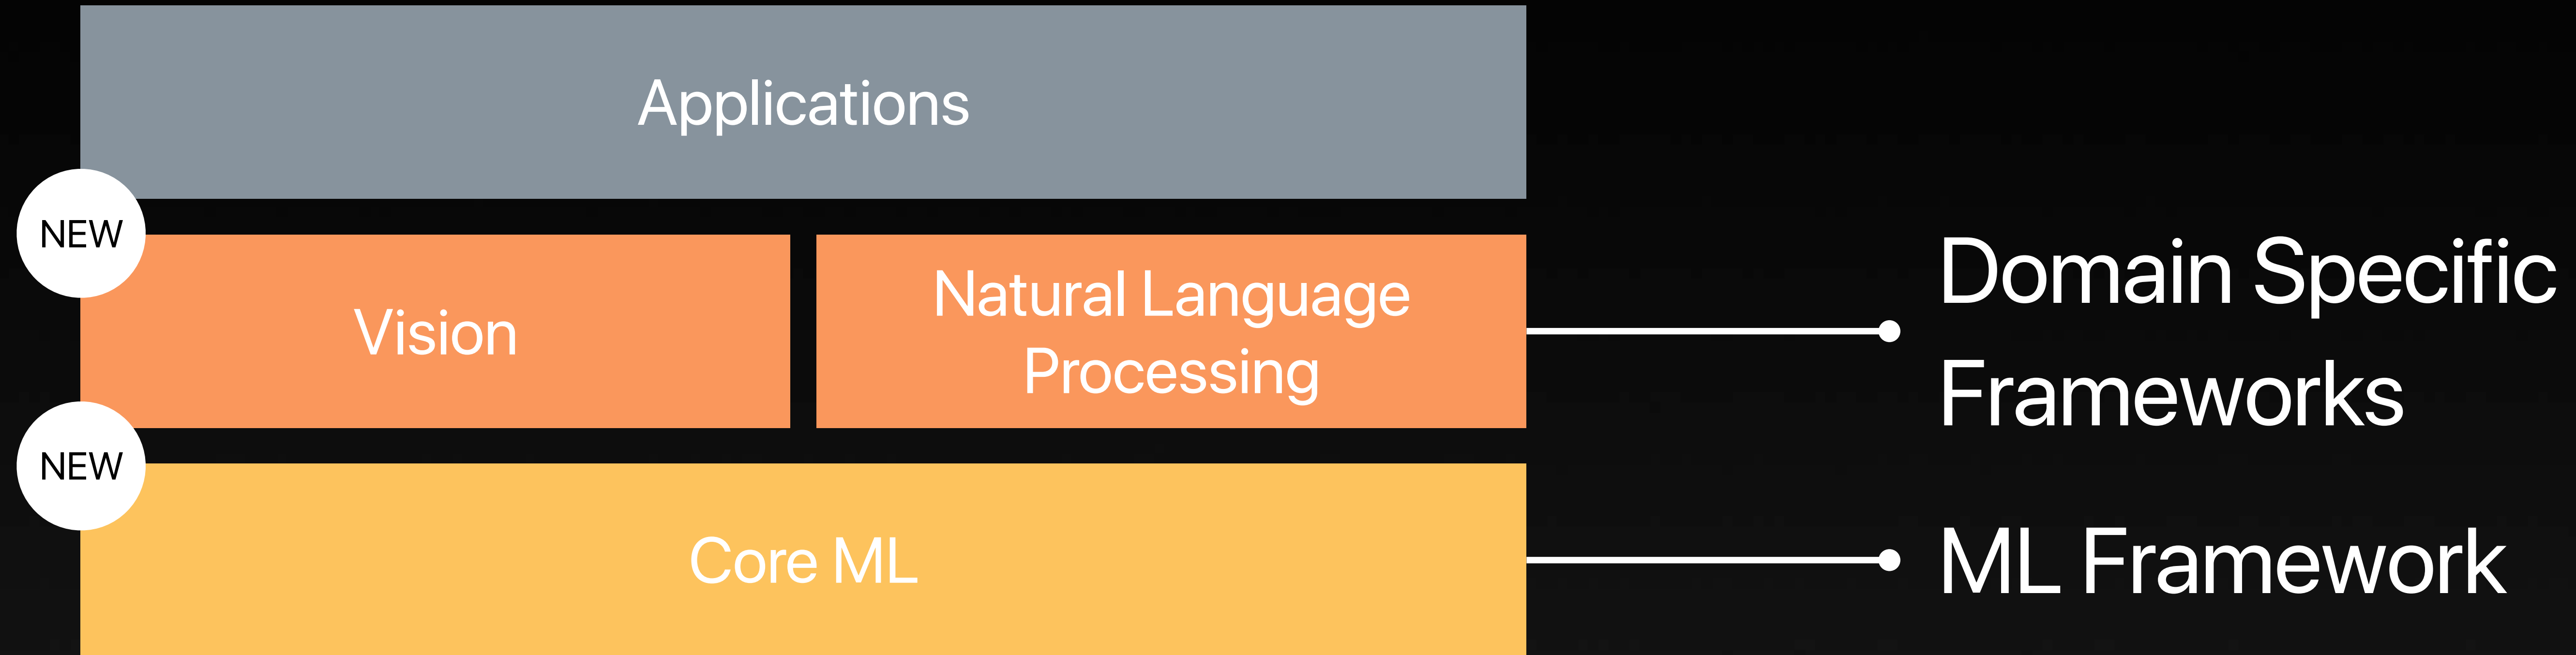 Applications
NEW
Vision
Natural Language
Processing
Domain Specific
Frameworks
NEW
Core ML
ML Framework